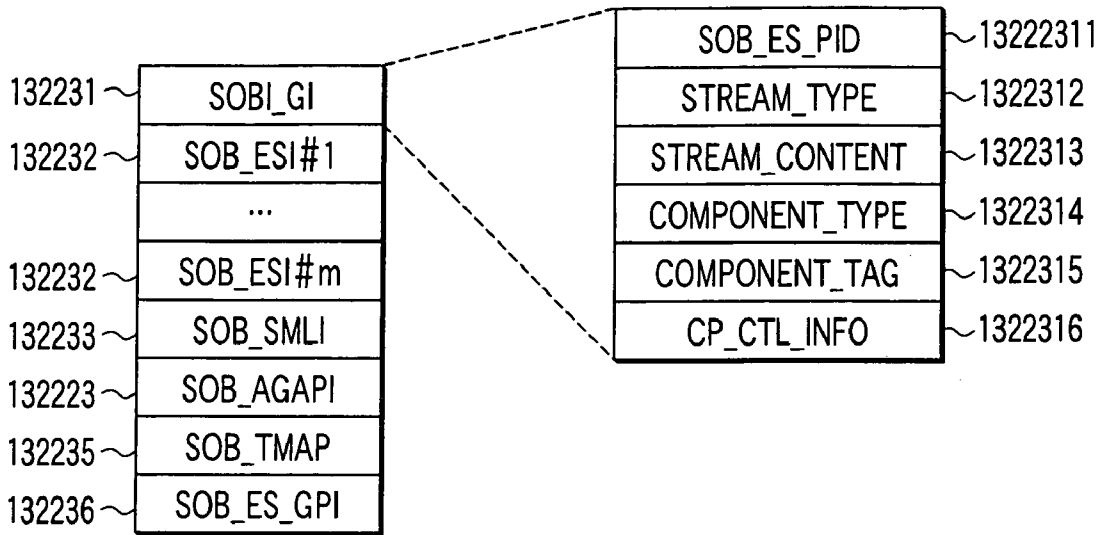 132231 SOBI_GI
132232 SOB_ESI#1
...
132232 SOB_ESI#m
132233 SOB_SMLI
132223 SOB_AGAPI
132235 SOB_TMAP
132236 SOB_ES_GPI
SOB_ES_PID 13222311
STREAM_TYPE 1322312
STREAM_CONTENT 1322313
COMPONENT_TYPE 1322314
COMPONENT_TAG 1322315
CP_CTL_INFO 1322316